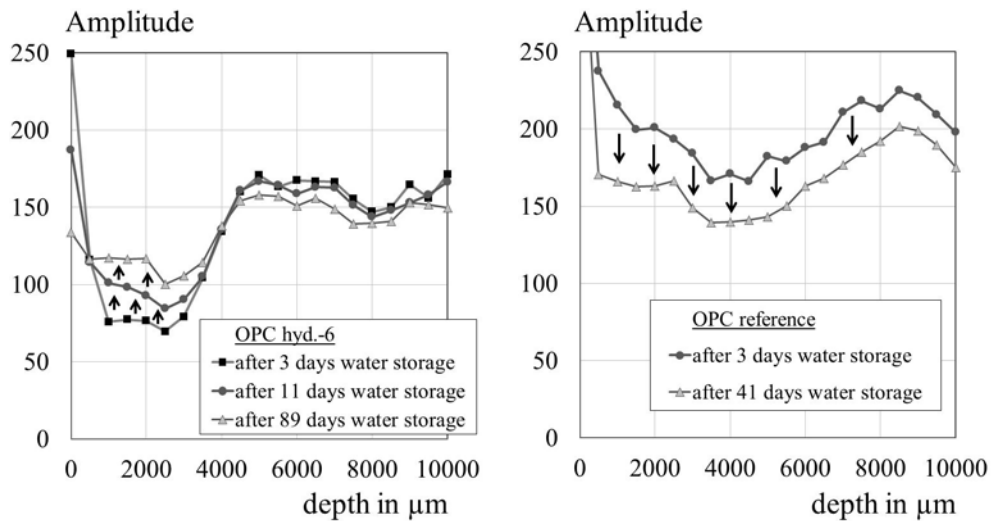 Amplitude
250
200
150
100
50
0
0 2000 4000 6000 8000 10000
depth in µm
OPC hyd.-6
after 3 days water storage
after 11 days water storage
after 89 days water storage
Amplitude
250
200
150
100
50
0
0 2000 4000 6000 8000 10000
depth in µm
OPC reference
after 3 days water storage
after 41 days water storage